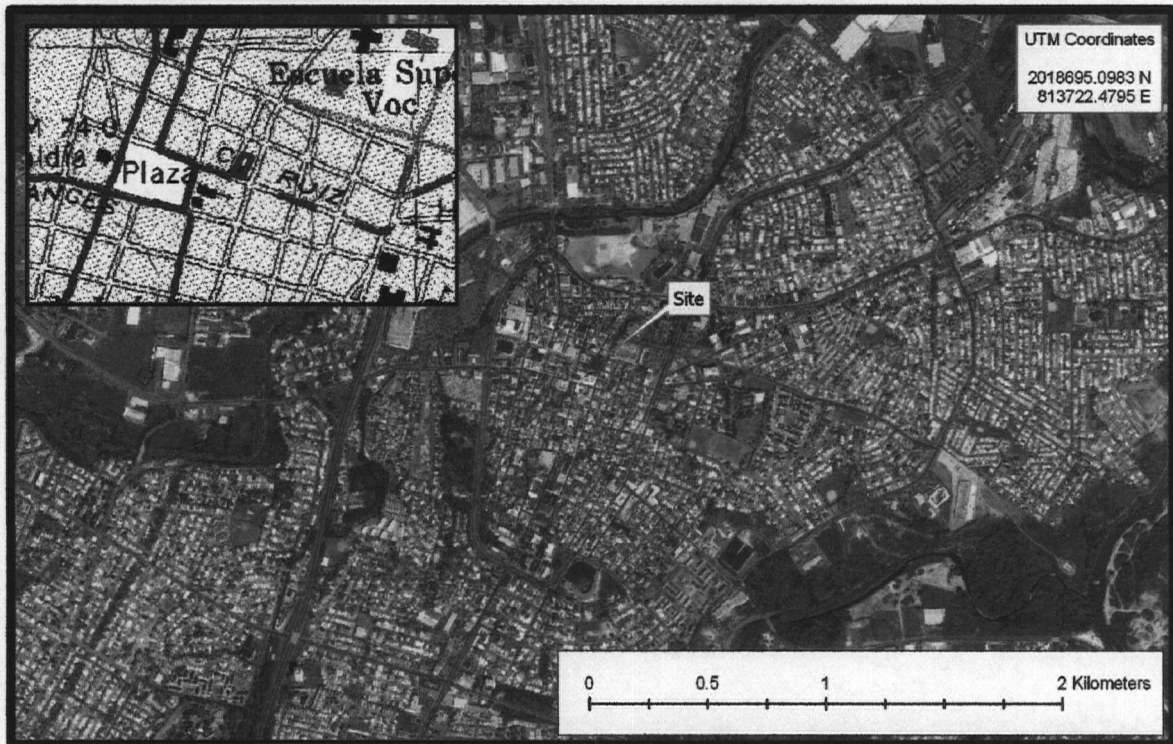 UTM Coordinates
2018695.0983 N
813722.4795 E
Escuela Sup
Voc
Plaza
RUIZ
Site
0 0.5 1 2 Kilometers